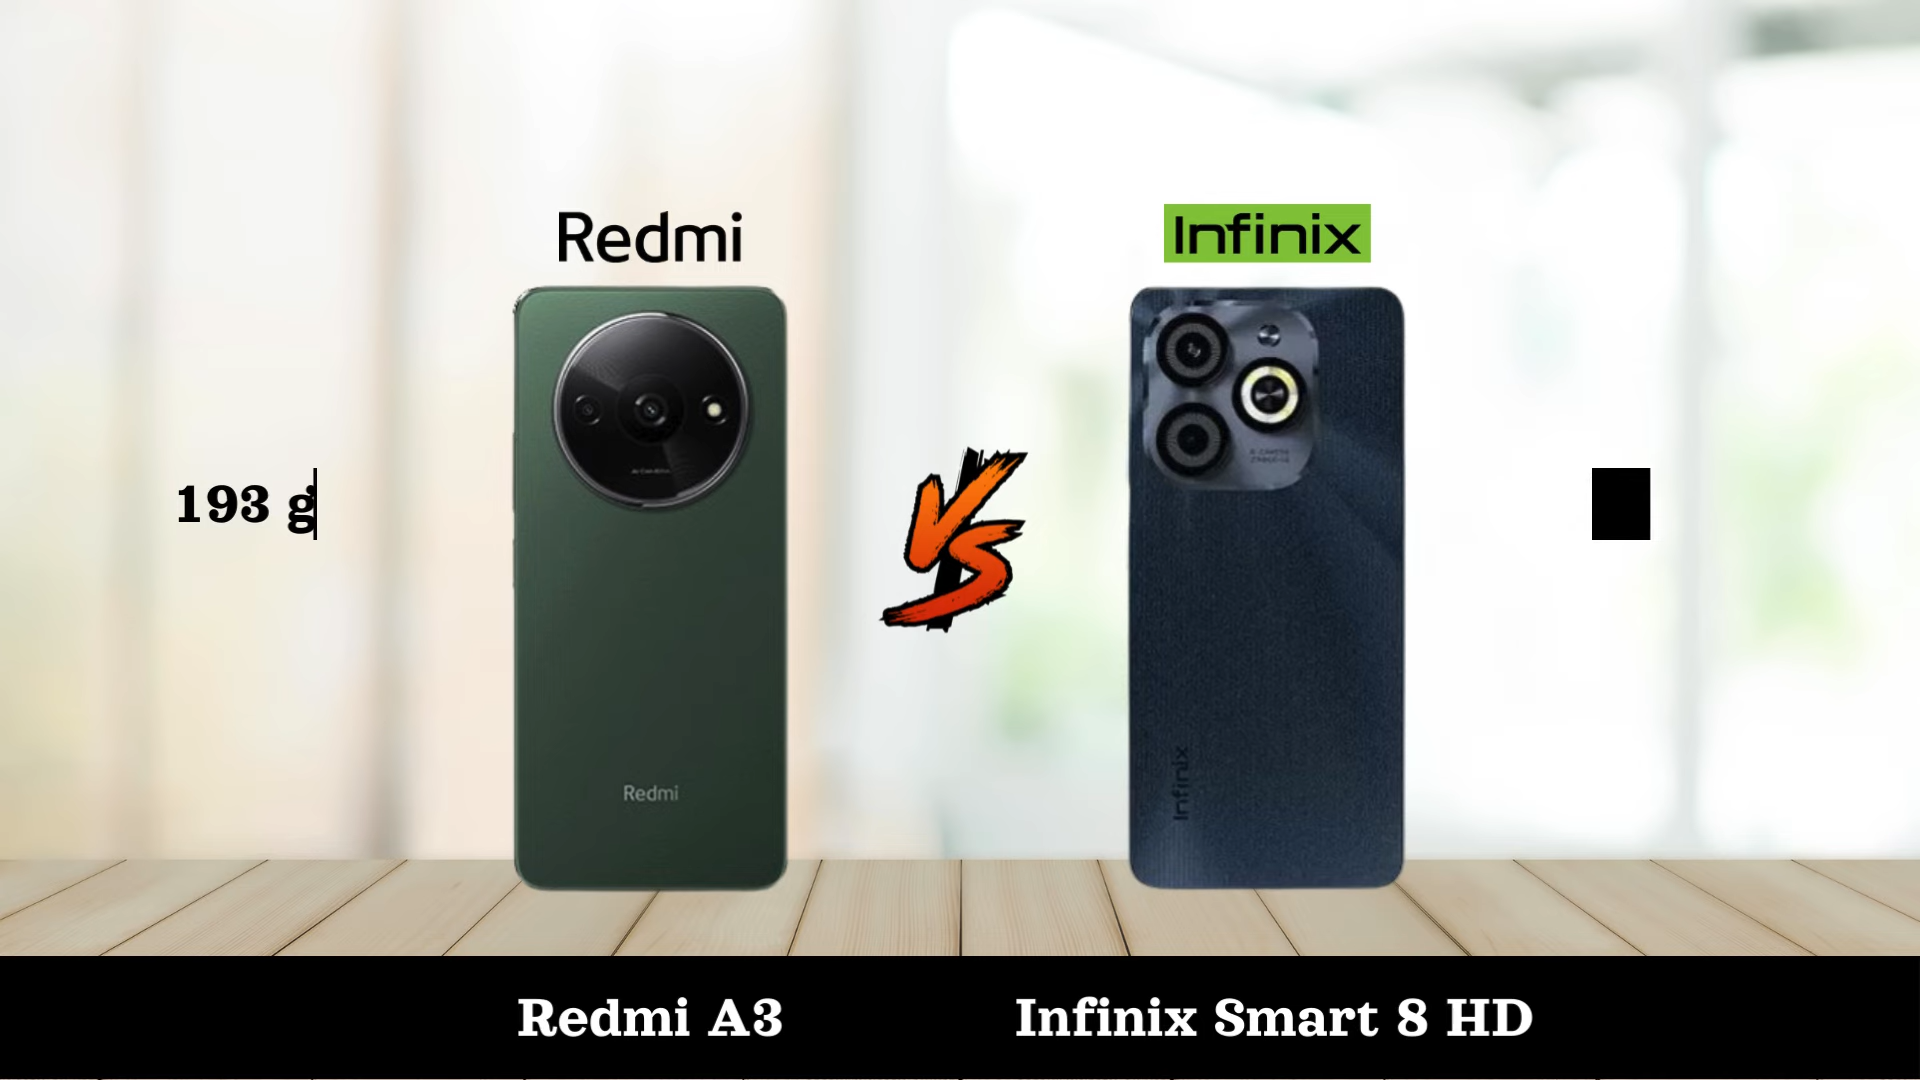 Redmi
Infinix
193 g
VS
Redmi
Infinix
Redmi A3
Infinix Smart 8 HD